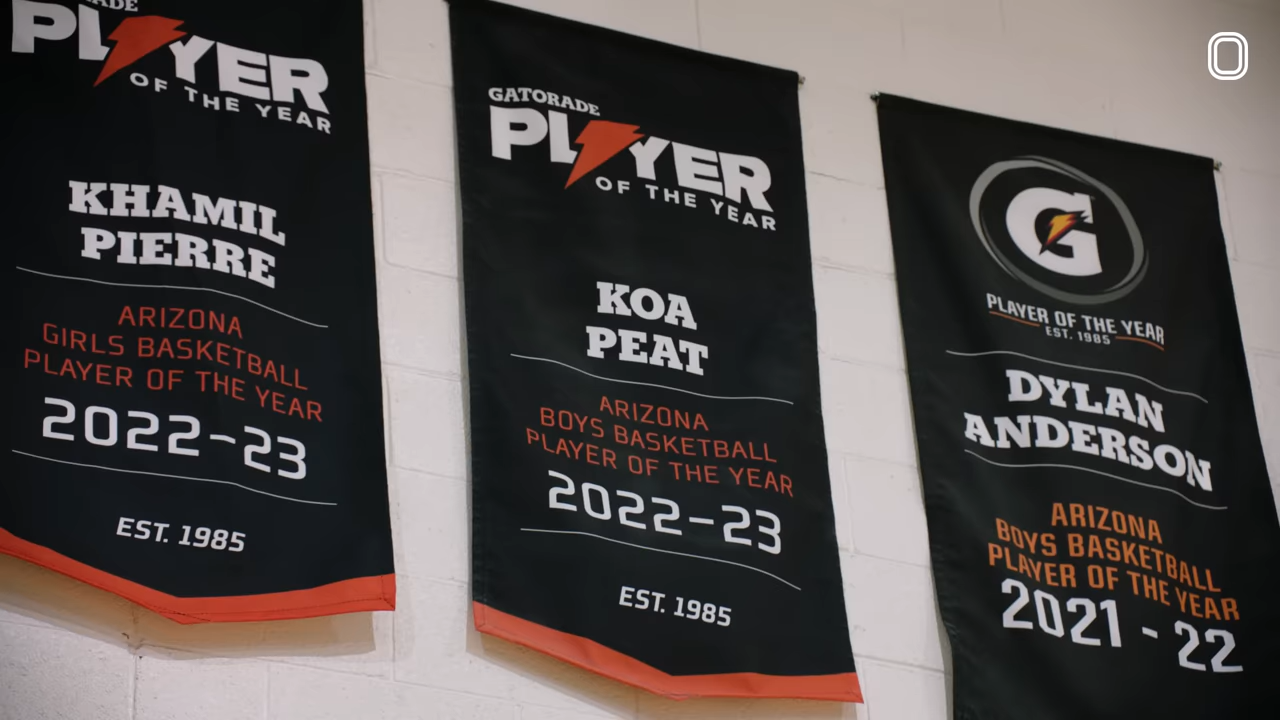 GATORADE
PLAYER
OF THE YEAR
KHAMIL
PIERRE
ARIZONA
GIRLS BASKETBALL
PLAYER OF THE YEAR
2022-23
EST. 1985
GATORADE
PLAYER
OF THE YEAR
KOA
PEAT
ARIZONA
BOYS BASKETBALL
PLAYER OF THE YEAR
2022-23
EST. 1985
G
PLAYER OF THE YEAR
EST. 1985
DYLAN
ANDERSON
ARIZONA
BOYS BASKETBALL
PLAYER OF THE YEAR
2021 - 22